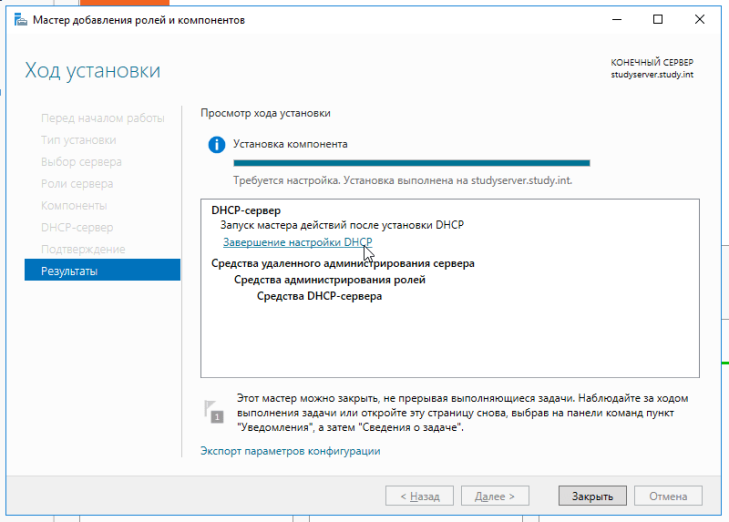 Мастер добавления ролей и компонентов
Ход установки
КОНЕЧНЫЙ СЕРВЕР
studyserver.study.int
Перед началом работы
Тип установки
Выбор сервера
Роли сервера
Компоненты
DHCP-сервер
Подтверждение
Результаты
Просмотр хода установки
Установка компонента
Требуется настройка. Установка выполнена на studyserver.study.int.
DHCP-сервер
Запуск мастера действий после установки DHCP
Завершение настройки DHCP
Средства удаленного администрирования сервера
Средства администрирования ролей
Средства DHCP-сервера
1
Этот мастер можно закрыть, не прерывая выполняющиеся задачи. Наблюдайте за ходом
выполнения задачи или откройте эту страницу снова, выбрав на панели команд пункт
"Уведомления", а затем "Сведения о задаче".
Экспорт параметров конфигурации
< Назад
Далее >
Закрыть
Отмена